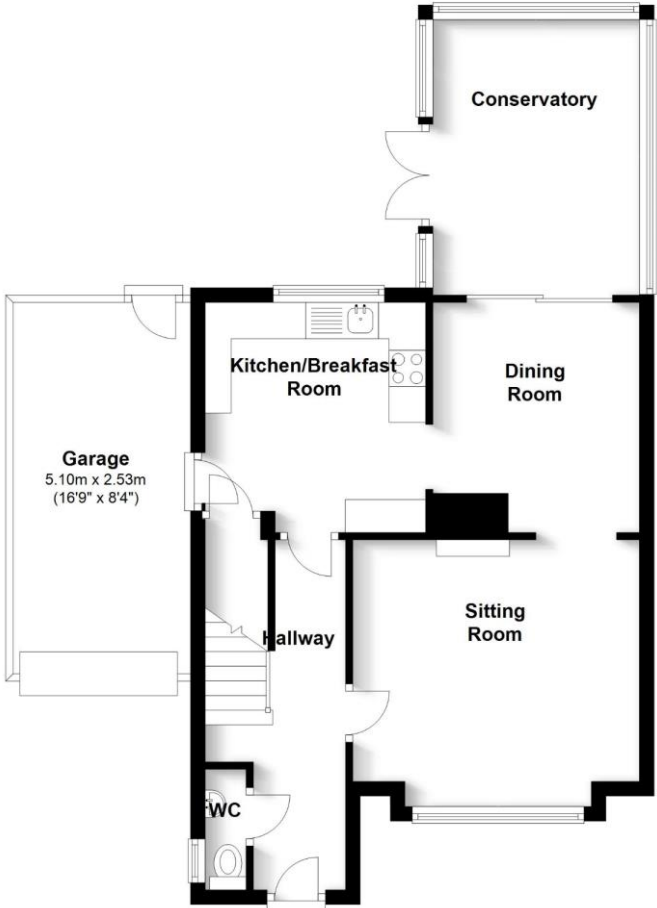 Conservatory
Kitchen/Breakfast
Room
Dining
Room
Garage
5.10m x 2.53m
(16'9" x 8'4")
Sitting
Room
Hallway
WC